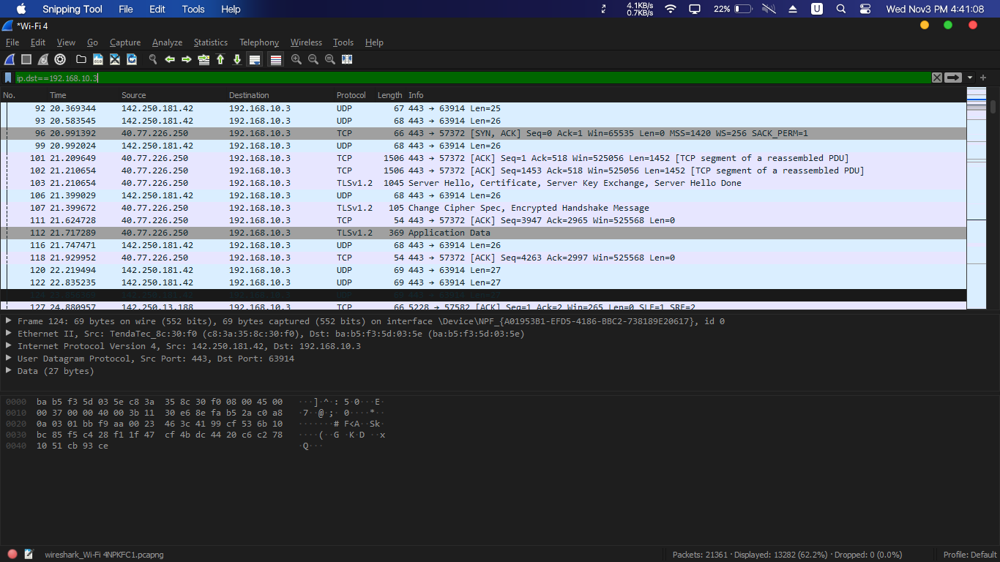 Snipping Tool File Edit Tools Help 4.1KB/s 0.7KB/s 22% U Wed Nov3 PM 4:41:08
*Wi-Fi 4
File Edit View Go Capture Analyze Statistics Telephony Wireless Tools Help
ip.dst==192.168.10.3
No. Time Source Destination Protocol Length Info
92 20.369344 142.250.181.42 192.168.10.3 UDP 67 443 → 63914 Len=25
93 20.583545 142.250.181.42 192.168.10.3 UDP 68 443 → 63914 Len=26
96 20.991392 40.77.226.250 192.168.10.3 TCP 66 443 → 57372 [SYN, ACK] Seq=0 Ack=1 Win=65535 Len=0 MSS=1420 WS=256 SACK_PERM=1
99 20.992024 142.250.181.42 192.168.10.3 UDP 68 443 → 63914 Len=26
101 21.209649 40.77.226.250 192.168.10.3 TCP 1506 443 → 57372 [ACK] Seq=1 Ack=518 Win=525056 Len=1452 [TCP segment of a reassembled PDU]
102 21.210654 40.77.226.250 192.168.10.3 TCP 1506 443 → 57372 [ACK] Seq=1453 Ack=518 Win=525056 Len=1452 [TCP segment of a reassembled PDU]
103 21.210654 40.77.226.250 192.168.10.3 TLSv1.2 1045 Server Hello, Certificate, Server Key Exchange, Server Hello Done
106 21.399029 142.250.181.42 192.168.10.3 UDP 68 443 → 63914 Len=26
107 21.399672 40.77.226.250 192.168.10.3 TLSv1.2 105 Change Cipher Spec, Encrypted Handshake Message
111 21.624728 40.77.226.250 192.168.10.3 TCP 54 443 → 57372 [ACK] Seq=3947 Ack=2965 Win=525568 Len=0
112 21.717289 40.77.226.250 192.168.10.3 TLSv1.2 369 Application Data
116 21.747471 142.250.181.42 192.168.10.3 UDP 68 443 → 63914 Len=26
118 21.929952 40.77.226.250 192.168.10.3 TCP 54 443 → 57372 [ACK] Seq=4263 Ack=2997 Win=525568 Len=0
120 22.219494 142.250.181.42 192.168.10.3 UDP 69 443 → 63914 Len=27
122 22.835235 142.250.181.42 192.168.10.3 UDP 69 443 → 63914 Len=27
127 24.880957 142.250.13.188 192.168.10.3 TCP 66 5228 → 57582 [ACK] Seq=1 Ack=2 Win=265 Len=0 SLE=1 SRE=2
Frame 124: 69 bytes on wire (552 bits), 69 bytes captured (552 bits) on interface \Device\NPF_{A01953B1-EFD5-4186-BBC2-738189E20617}, id 0
Ethernet II, Src: TendaTec_8c:30:f0 (c8:3a:35:8c:30:f0), Dst: ba:b5:f3:5d:03:5e (ba:b5:f3:5d:03:5e)
Internet Protocol Version 4, Src: 142.250.181.42, Dst: 192.168.10.3
User Datagram Protocol, Src Port: 443, Dst Port: 63914
Data (27 bytes)
0000 ba b5 f3 5d 03 5e c8 3a 35 8c 30 f0 08 00 45 00 ···]·^·: 5·0···E·
0010 00 37 00 00 40 00 3b 11 30 e6 8e fa b5 2a c0 a8 ·7··@·;· 0····*··
0020 0a 03 01 bb f9 aa 00 23 46 3c 41 99 cf 53 6b 10 ·······# F<A··Sk·
0030 bc 85 f5 c4 28 f1 1f 47 cf 4b dc 44 20 c6 c2 78 ····(··G ·K·D ··x
0040 10 51 cb 93 ce ·Q···
wireshark_Wi-Fi 4NPKFC1.pcapng Packets: 21361 · Displayed: 13282 (62.2%) · Dropped: 0 (0.0%) Profile: Default